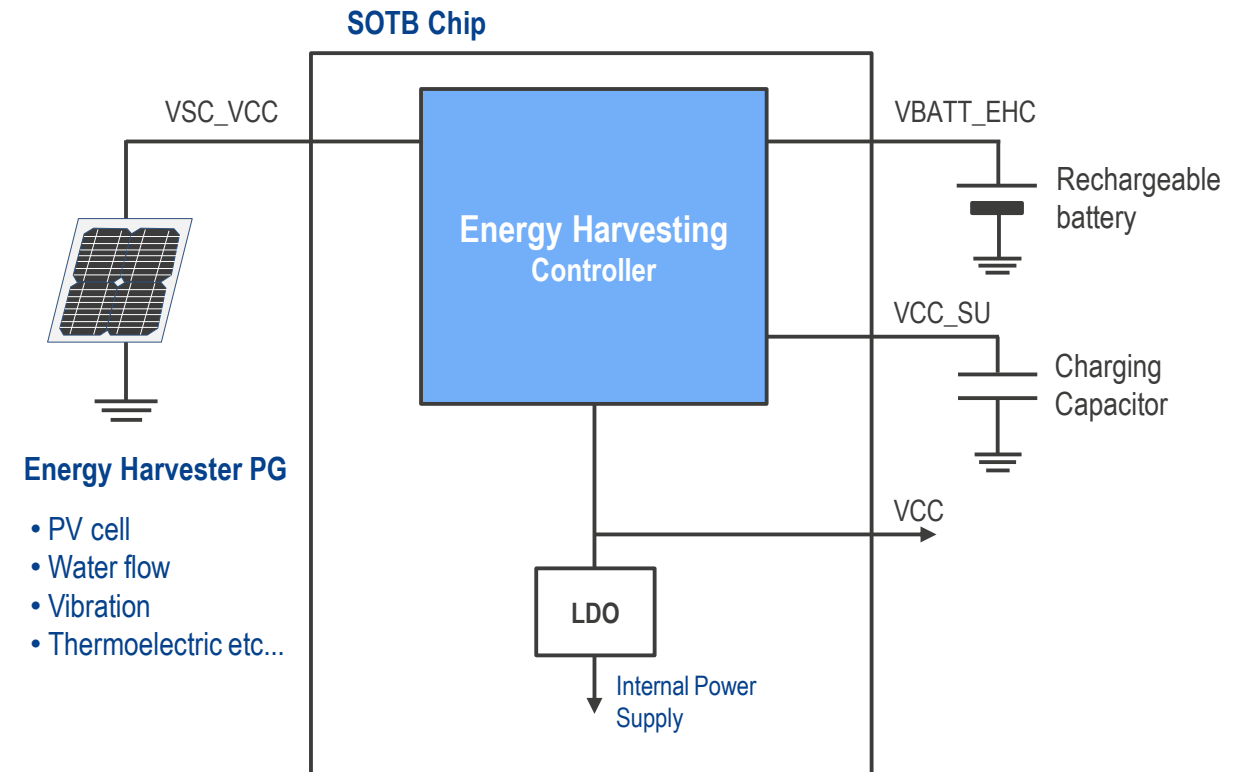 SOTB Chip
VSC_VCC
VBATT_EHC
Rechargeable
battery
Energy Harvesting
Controller
VCC_SU
Charging
Capacitor
Energy Harvester PG
• PV cell
• Water flow
• Vibration
• Thermoelectric etc...
VCC
LDO
Internal Power
Supply